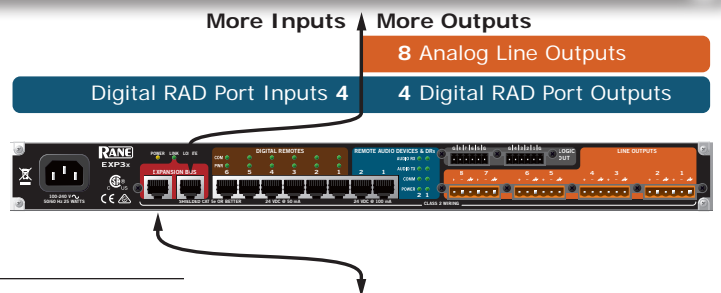 More Inputs More Outputs
8 Analog Line Outputs
Digital RAD Port Inputs 4
4 Digital RAD Port Outputs
RANE
EXP3x
POWER LINK
EXPANSION BUS
DIGITAL REMOTES
COM
PWR
6 5 4 3 2 1
REMOTE AUDIO DEVICES & DRs
AUDIO RX
AUDIO TX
COMM
POWER
2 1
2 1
LOGIC
OUT
LINE OUTPUTS
8 7 6 5 4 3 2 1
100-240 V
50/60 Hz 25 WATTS
C US
CE
SHIELDED CAT 5e OR BETTER
24 VDC @ 50 mA
24 VDC @ 100 mA
CLASS 2 WIRING